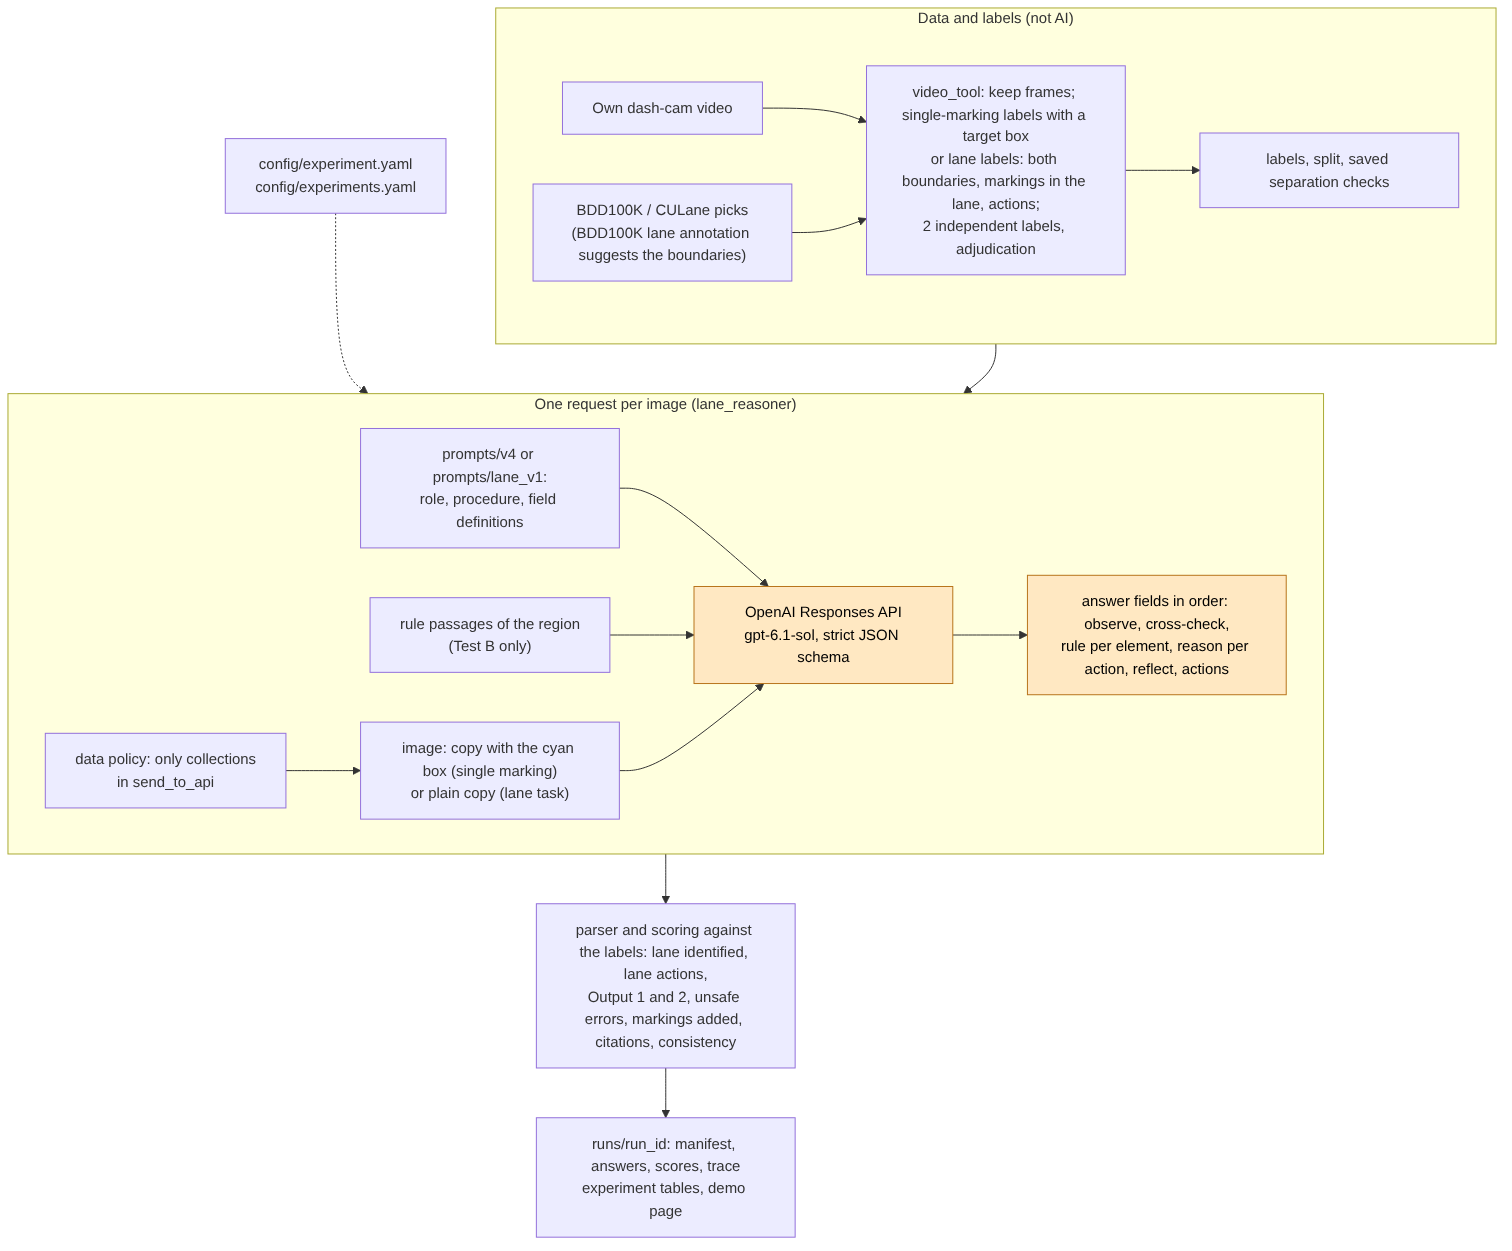 Data and labels (not AI)
Own dash-cam video
BDD100K / CULane picks
(BDD100K lane annotation
suggests the boundaries)
video_tool: keep frames;
single-marking labels with a
target box
or lane labels: both
boundaries, markings in the
lane, actions;
2 independent labels,
adjudication
labels, split, saved
separation checks
config/experiment.yaml
config/experiments.yaml
One request per image (lane_reasoner)
prompts/v4 or
prompts/lane_v1:
role, procedure, field
definitions
rule passages of the region
(Test B only)
data policy: only collections
in send_to_api
image: copy with the cyan
box (single marking)
or plain copy (lane task)
OpenAI Responses API
gpt-6.1-sol, strict JSON
schema
answer fields in order:
observe, cross-check,
rule per element, reason per
action, reflect, actions
parser and scoring against
the labels: lane identified,
lane actions,
Output 1 and 2, unsafe
errors, markings added,
citations, consistency
runs/run_id: manifest,
answers, scores, trace
experiment tables, demo
page